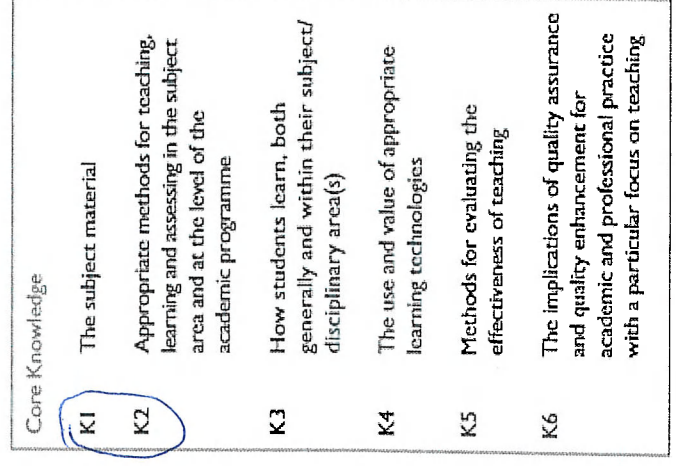 Core Knowledge
K1 The subject material
K2 Appropriate methods for teaching,
learning and assessing in the subject
area and at the level of the
academic programme
K3 How students learn, both
generally and within their subject/
disciplinary area(s)
K4 The use and value of appropriate
learning technologies
K5 Methods for evaluating the
effectiveness of teaching
K6 The implications of quality assurance
and quality enhancement for
academic and professional practice
with a particular focus on teaching